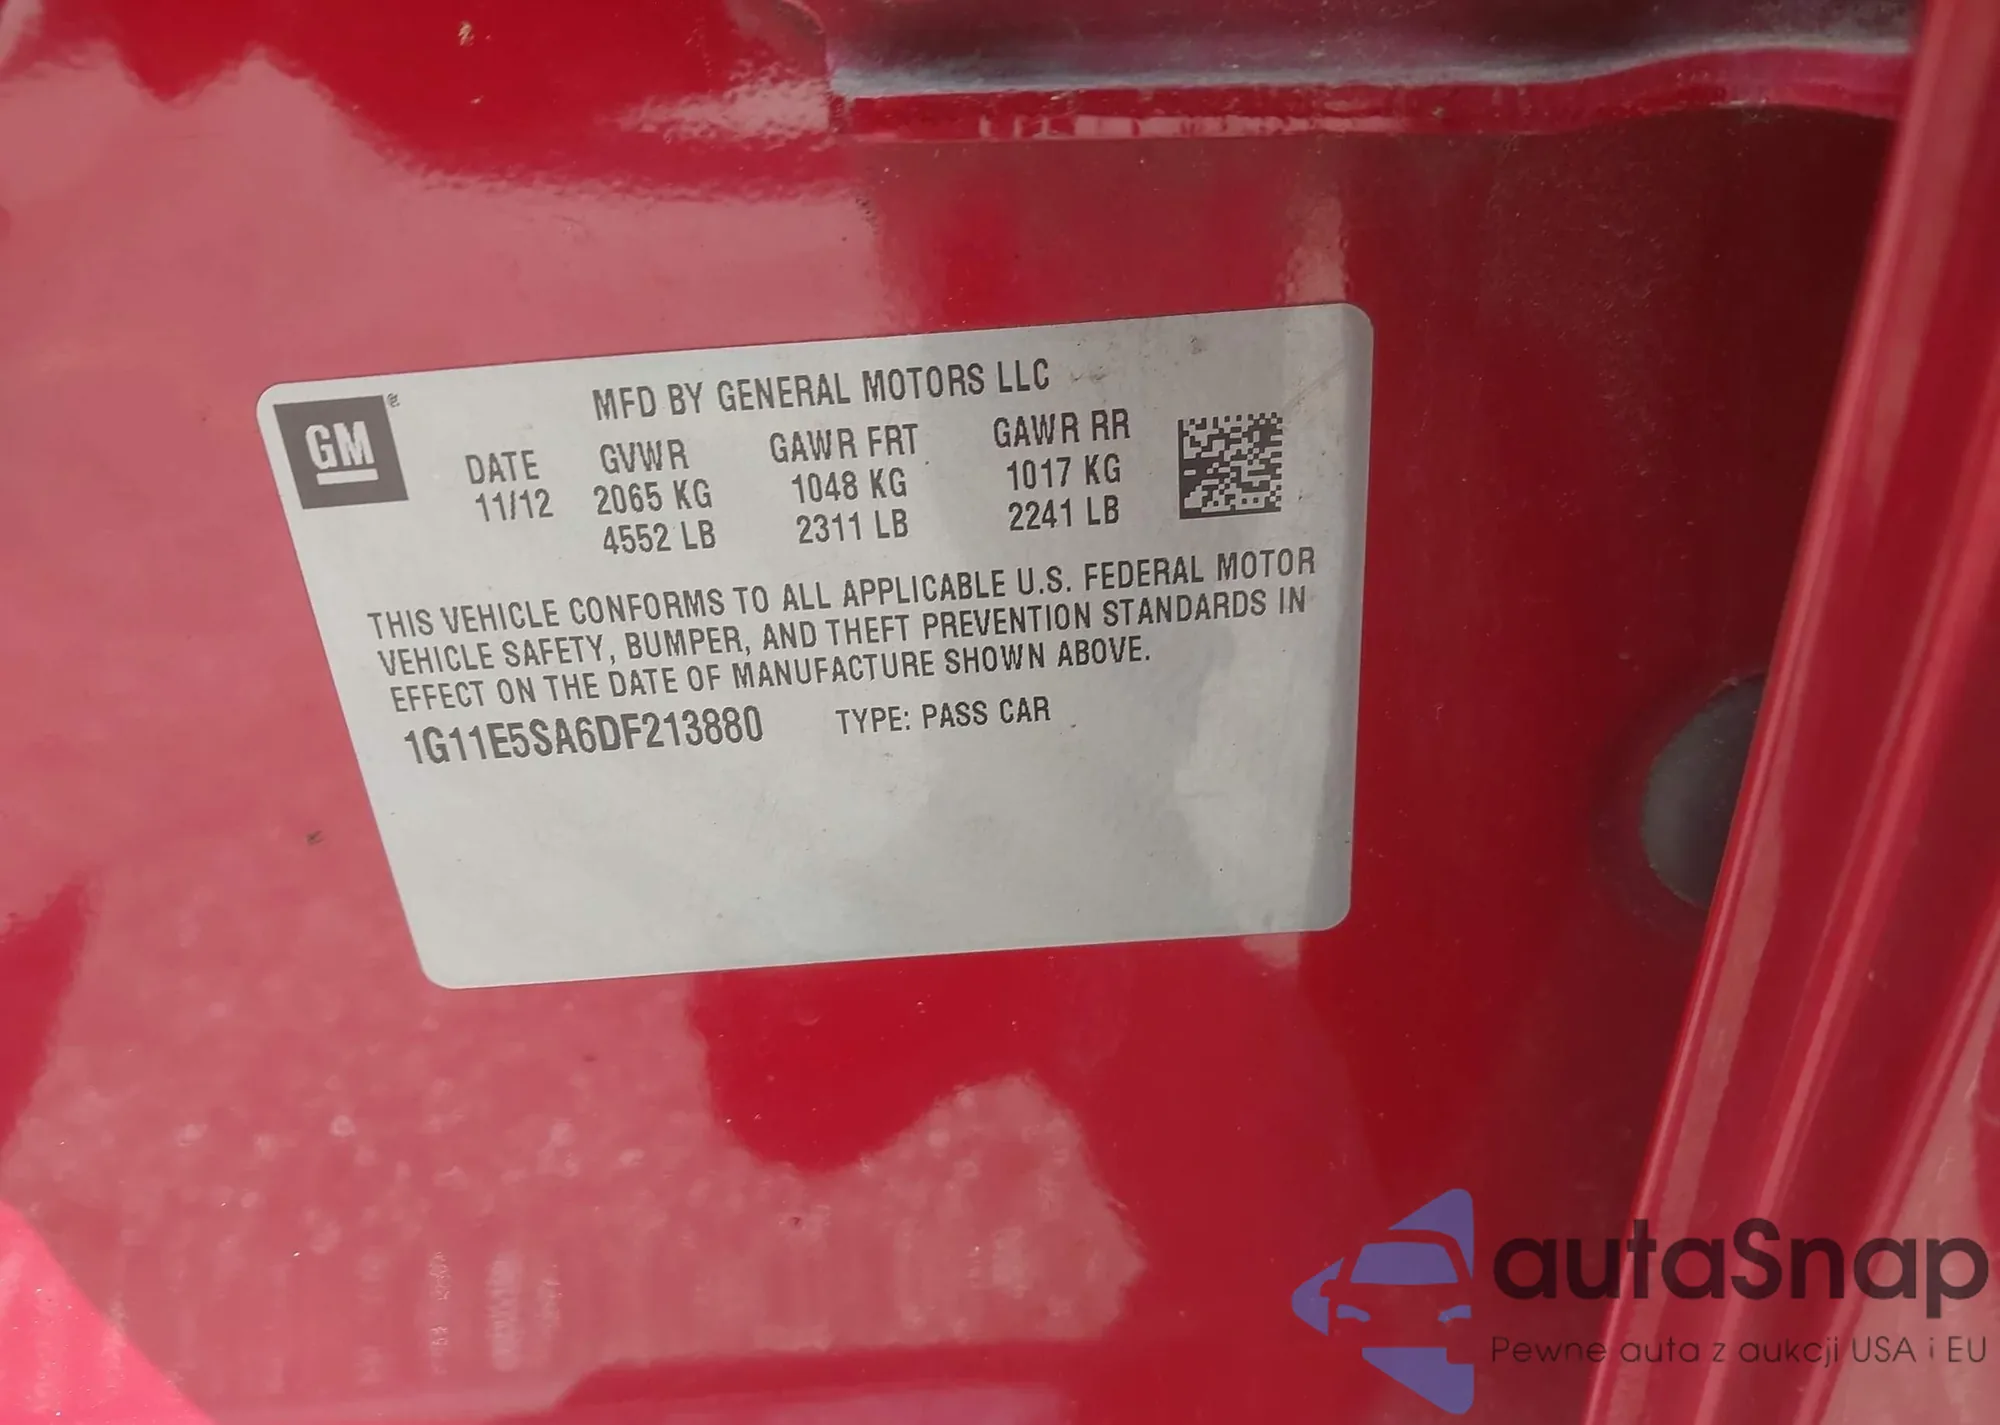 GM ®
MFD BY GENERAL MOTORS LLC
DATE GVWR GAWR FRT GAWR RR
11/12 2065 KG 1048 KG 1017 KG
4552 LB 2311 LB 2241 LB
THIS VEHICLE CONFORMS TO ALL APPLICABLE U.S. FEDERAL MOTOR
VEHICLE SAFETY, BUMPER, AND THEFT PREVENTION STANDARDS IN
EFFECT ON THE DATE OF MANUFACTURE SHOWN ABOVE.
1G11E5SA6DF213880 TYPE: PASS CAR
autaSnap
Pewne auta z aukcji USA i EU